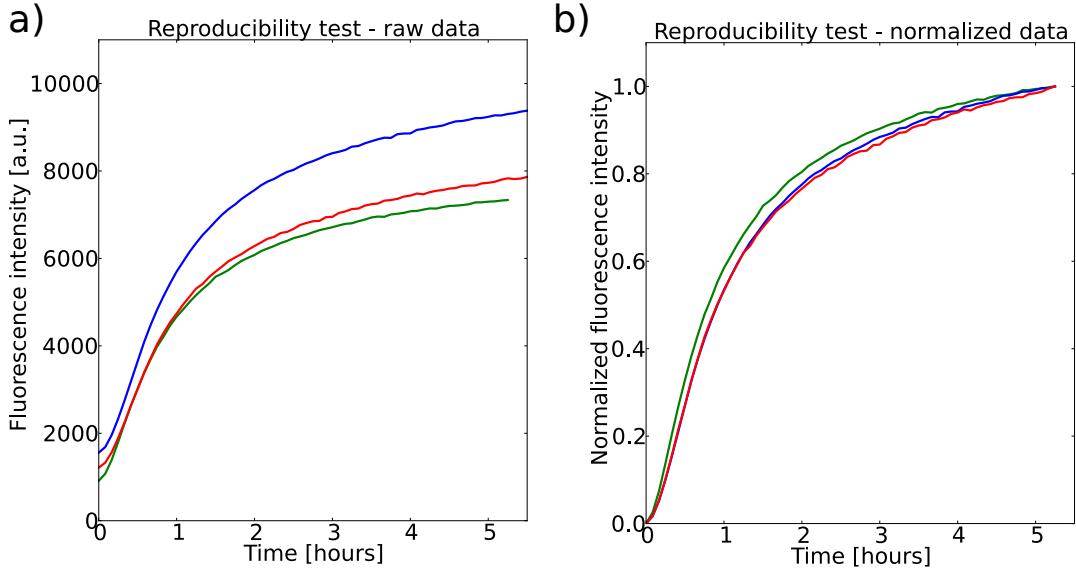 a)
Reproducibility test - raw data
Fluorescence intensity [a.u.]
10000
8000
6000
4000
2000
0
0 1 2 3 4 5
Time [hours]
b)
Reproducibility test - normalized data
Normalized fluorescence intensity
1.0
0.8
0.6
0.4
0.2
0.0
0 1 2 3 4 5
Time [hours]